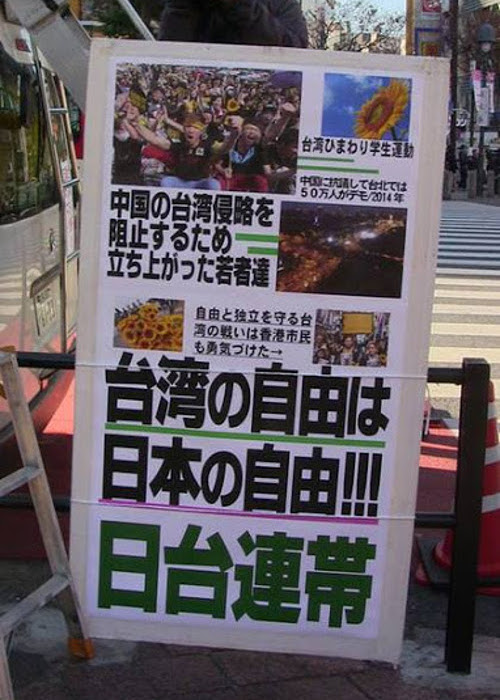 台湾ひまわり学生運動
中国に抗議して台北では
50万人がデモ/2014年
中国の台湾侵略を
阻止するため
立ち上がった若者達
自由と独立を守る台
湾の戦いは香港市民
も勇気づけた→
台湾の自由は
日本の自由!!!
日台連帯